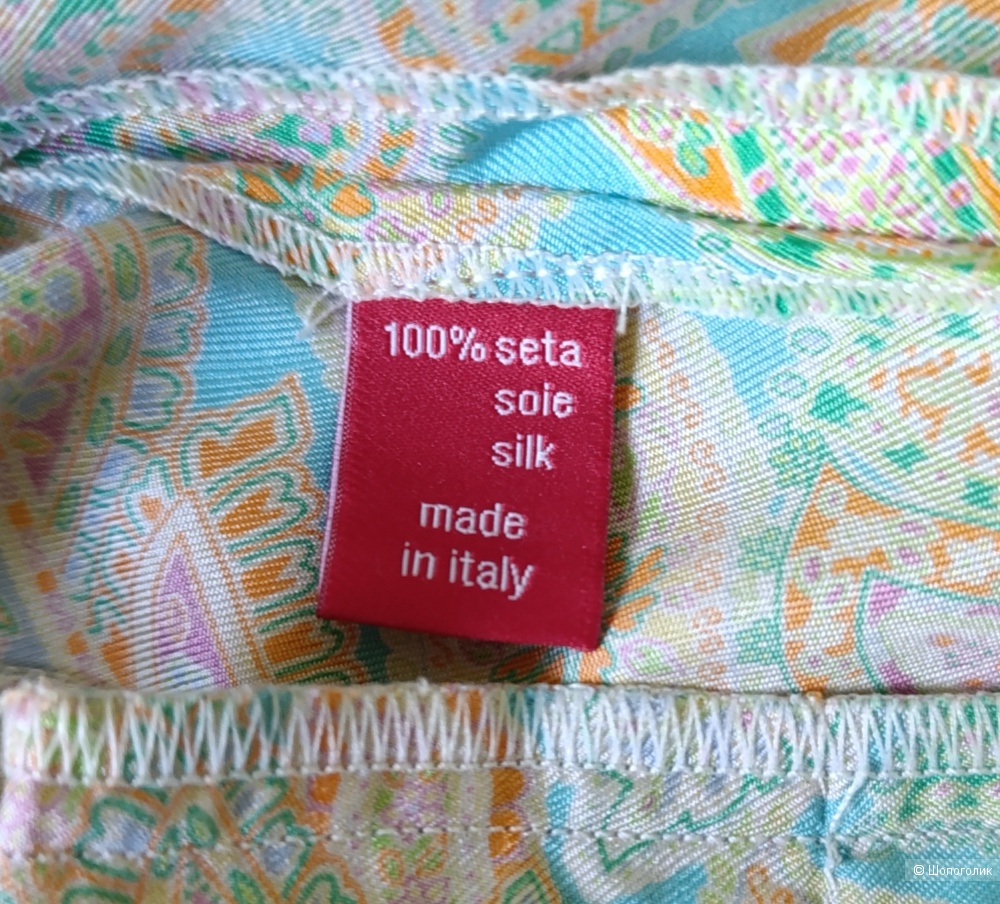 100% seta
soie
silk
made
in italy
© Шопоголик